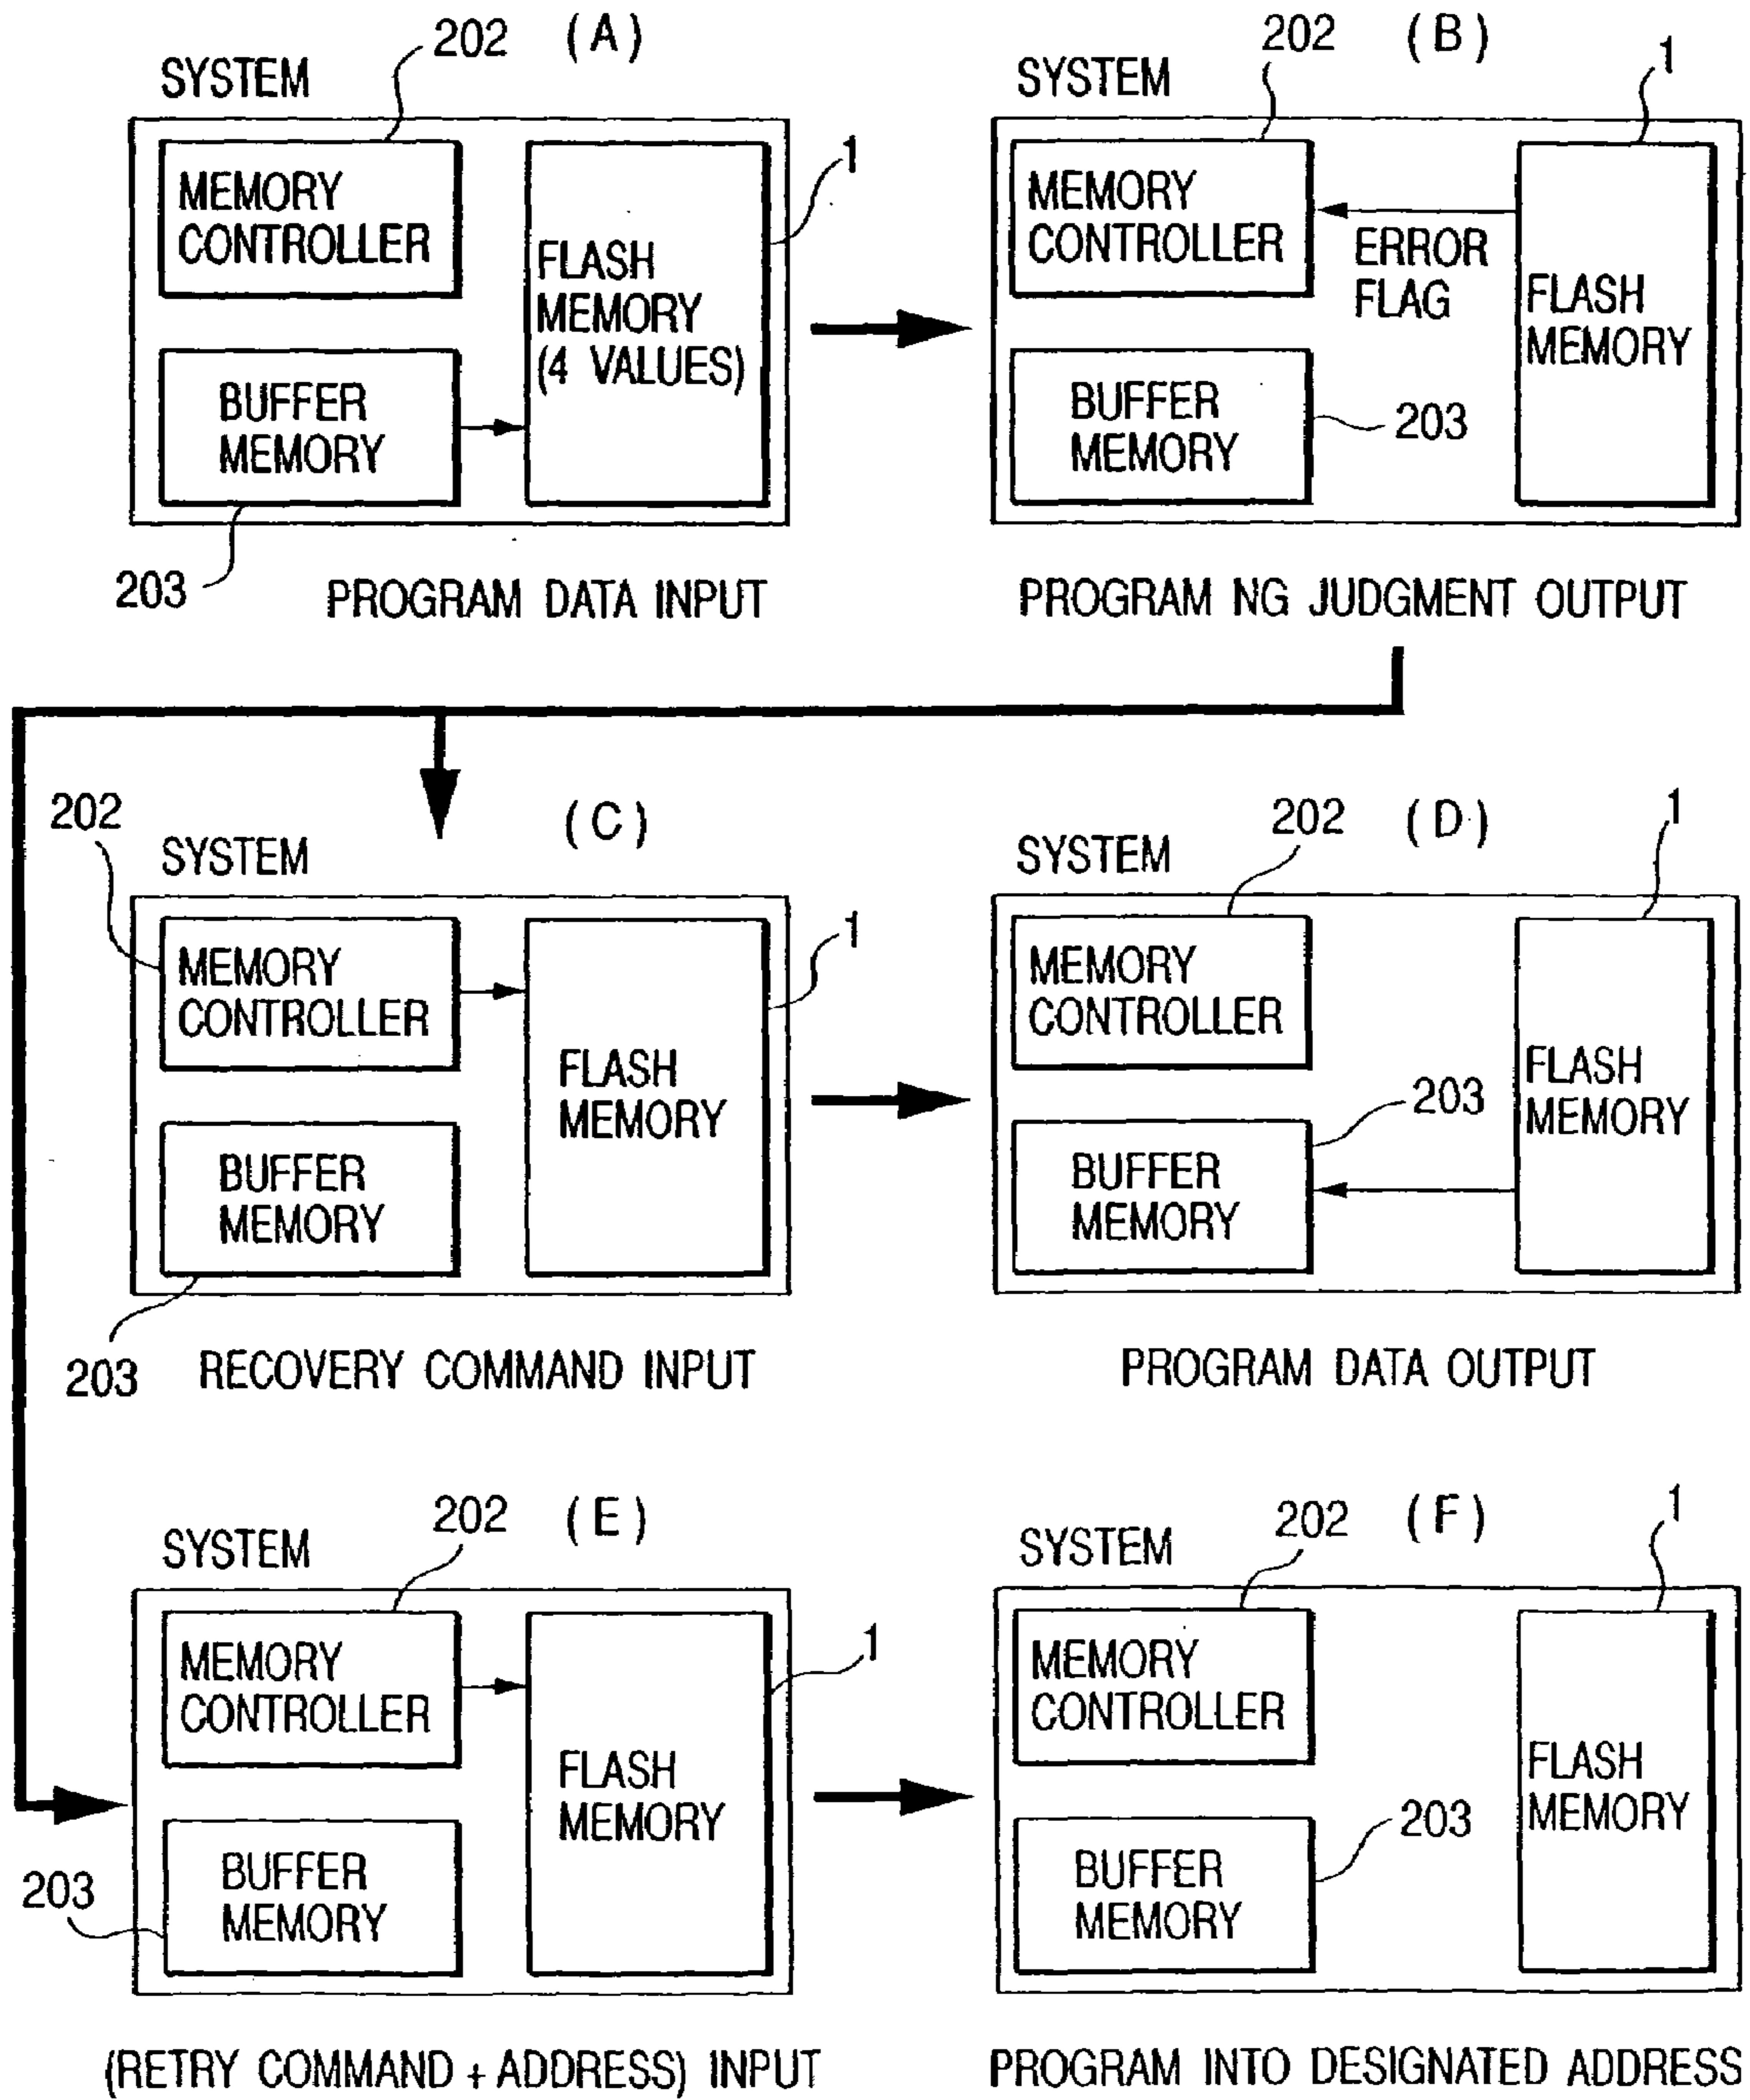 202 (A)
SYSTEM
MEMORY
CONTROLLER
1
FLASH
MEMORY
(4 VALUES)
BUFFER
MEMORY
203
PROGRAM DATA INPUT
202 (B)
SYSTEM
1
MEMORY
CONTROLLER
ERROR
FLAG
FLASH
MEMORY
BUFFER
MEMORY
203
PROGRAM NG JUDGMENT OUTPUT
202
(C)
SYSTEM
MEMORY
CONTROLLER
1
FLASH
MEMORY
BUFFER
MEMORY
203
RECOVERY COMMAND INPUT
202 (D)
1
SYSTEM
MEMORY
CONTROLLER
FLASH
MEMORY
203
BUFFER
MEMORY
PROGRAM DATA OUTPUT
202 (E)
SYSTEM
MEMORY
CONTROLLER
1
FLASH
MEMORY
BUFFER
MEMORY
203
(RETRY COMMAND + ADDRESS) INPUT
202 (F)
1
SYSTEM
MEMORY
CONTROLLER
FLASH
MEMORY
203
BUFFER
MEMORY
PROGRAM INTO DESIGNATED ADDRESS